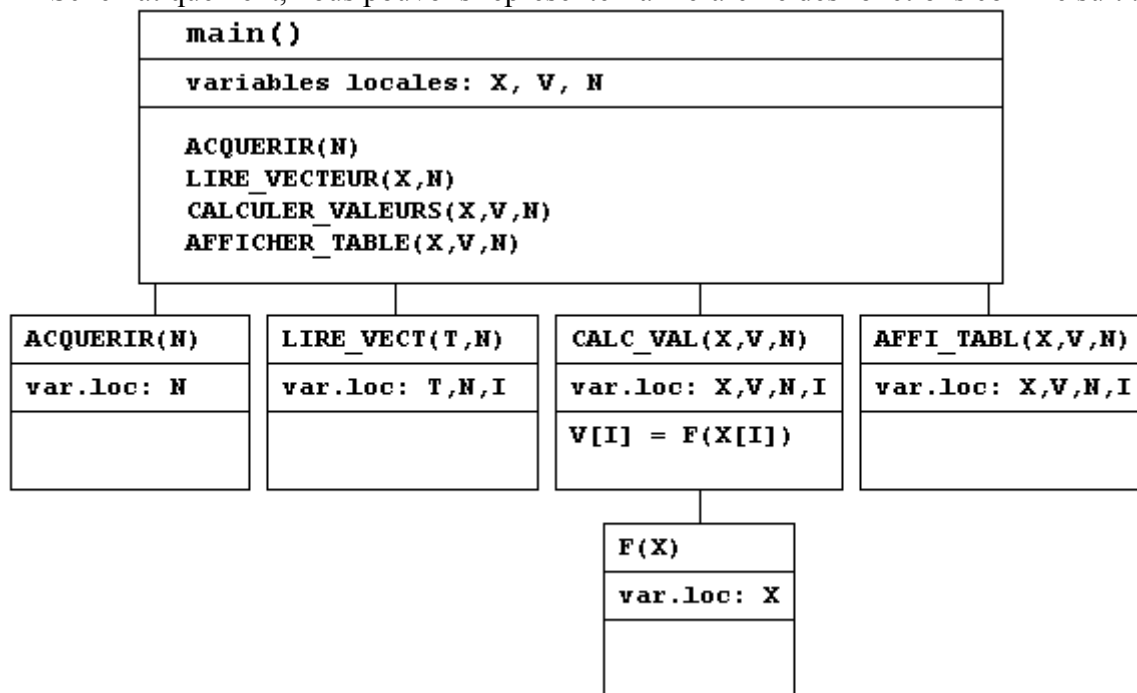 main()
variables locales: X, V, N
ACQUERIR(N)
LIRE_VECTEUR(X,N)
CALCULER_VALEURS(X,V,N)
AFFICHER_TABLE(X,V,N)
ACQUERIR(N)
var.loc: N
LIRE_VECT(T,N)
var.loc: T,N,I
CALC_VAL(X,V,N)
var.loc: X,V,N,I
V[I] = F(X[I])
AFFI_TABL(X,V,N)
var.loc: X,V,N,I
F(X)
var.loc: X